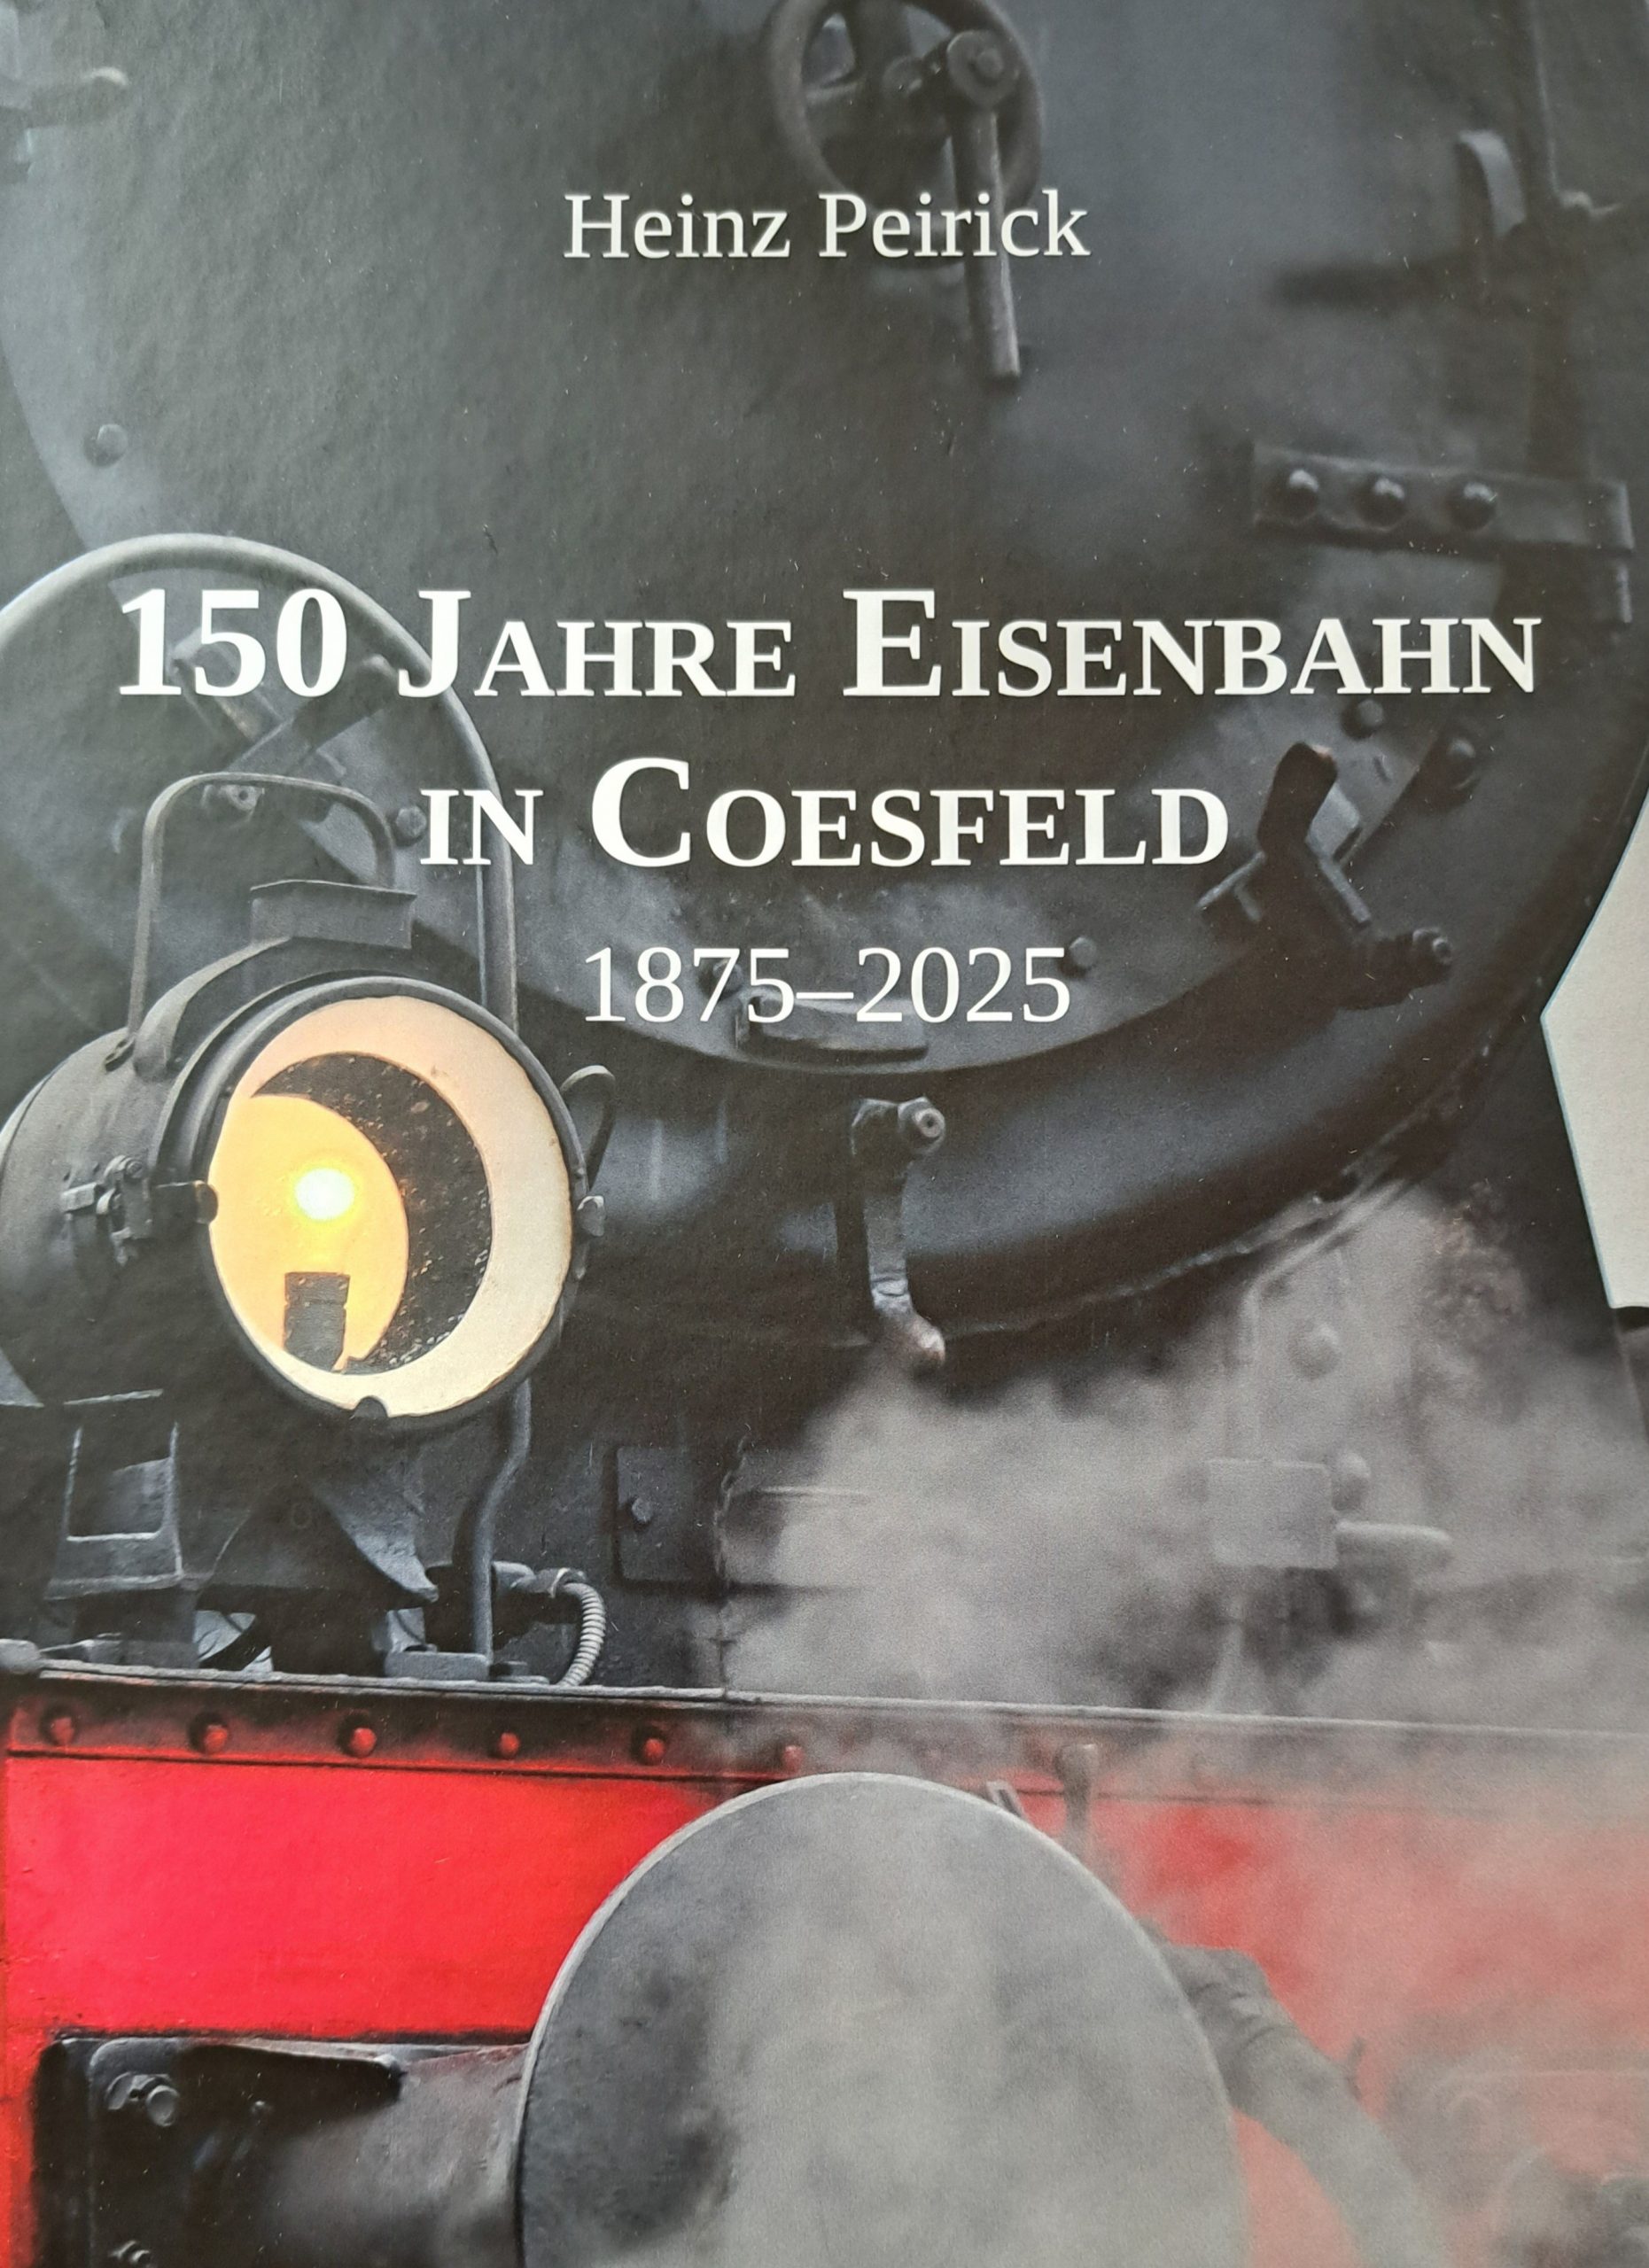 Heinz Peirick
150 Jahre Eisenbahn
in Coesfeld
1875–2025